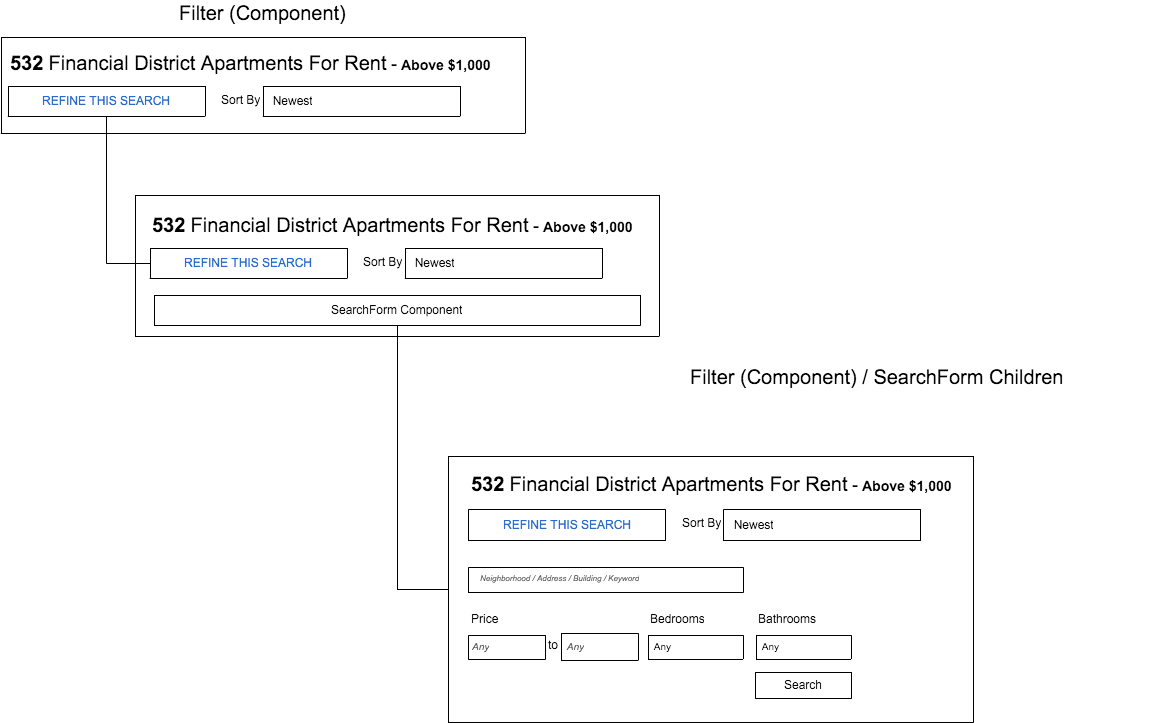 Filter (Component)
532 Financial District Apartments For Rent - Above $1,000
REFINE THIS SEARCH Sort By Newest
532 Financial District Apartments For Rent - Above $1,000
REFINE THIS SEARCH Sort By Newest
SearchForm Component
Filter (Component) / SearchForm Children
532 Financial District Apartments For Rent - Above $1,000
REFINE THIS SEARCH Sort By Newest
Neighborhood / Address / Building / Keyword
Price Bedrooms Bathrooms
Any to Any Any Any
Search